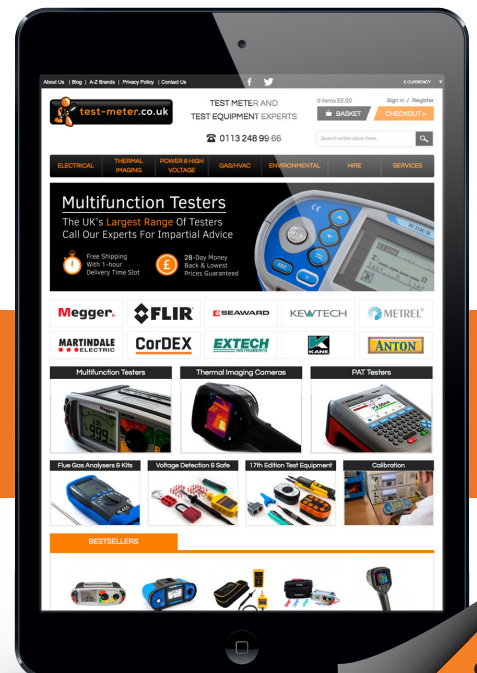 About Us | Blog | A-Z Brands | Privacy Policy | Contact Us
£ CURRENCY
test-meter.co.uk
TEST METER AND
TEST EQUIPMENT EXPERTS
0113 248 99 66
0 items £0.00
Sign In / Register
BASKET
CHECKOUT >
Search entire store here...
ELECTRICAL
THERMAL
IMAGING
POWER & HIGH
VOLTAGE
GAS/HVAC
ENVIRONMENTAL
HIRE
SERVICES
Multifunction Testers
The UK's Largest Range Of Testers
Call Our Experts For Impartial Advice
Free Shipping
With 1-hour
Delivery Time Slot
£
28-Day Money
Back & Lowest
Prices Guaranteed
Megger
FLIR
SEAWARD
KEWTECH
METREL
MARTINDALE
ELECTRIC
CorDEX
EXTECH
INSTRUMENTS
KANE
ANTON
Multifunction Testers
Thermal Imaging Cameras
PAT Testers
Megger
Flue Gas Analysers & Kits
Voltage Detection & Safe
17th Edition Test Equipment
Calibration
BESTSELLERS